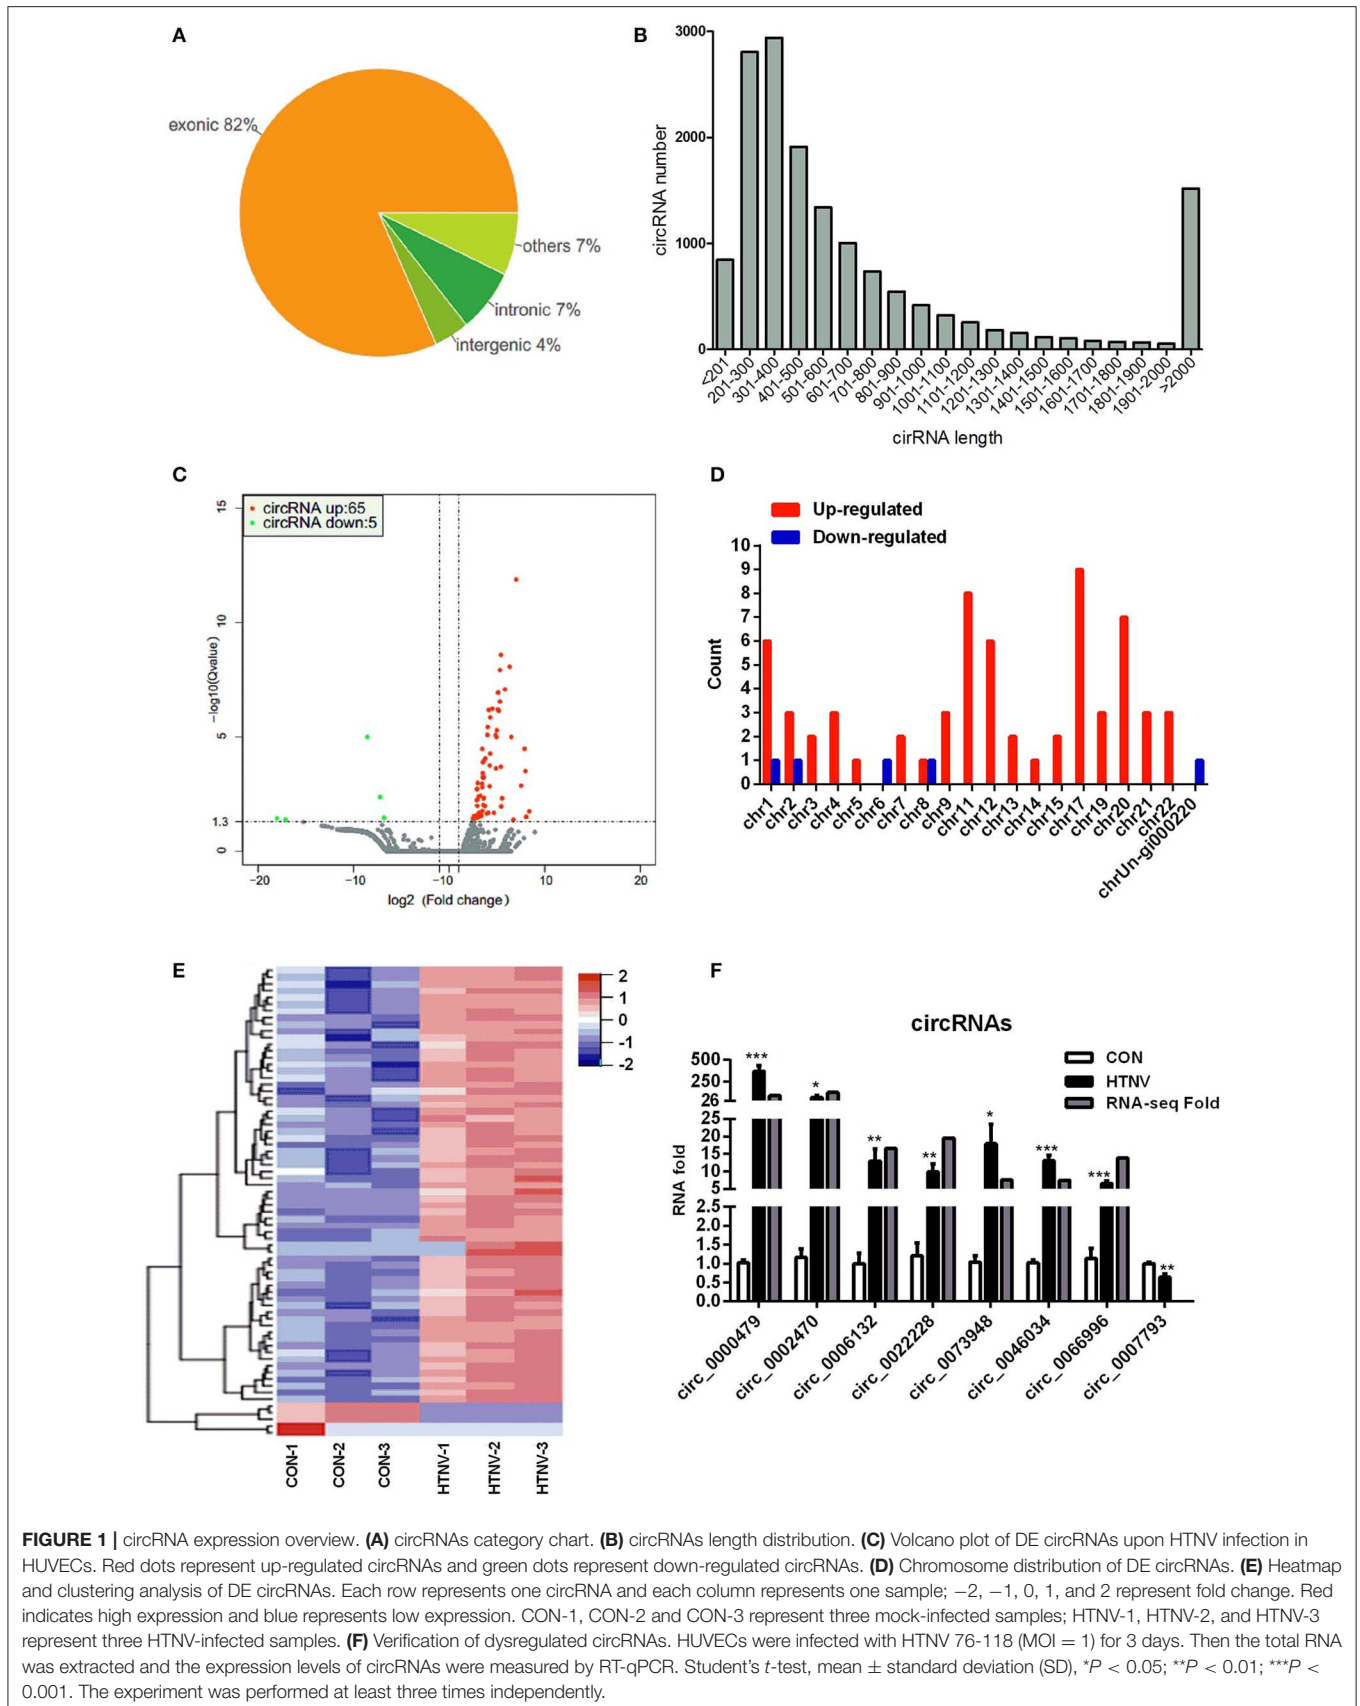 A
exonic 82%
others 7%
intronic 7%
intergenic 4%
B
circRNA number
3000
2000
1000
0
<201
201-300
301-400
401-500
501-600
601-700
701-800
801-900
901-1000
1001-1100
1101-1200
1201-1300
1301-1400
1401-1500
1501-1600
1601-1700
1701-1800
1801-1900
1901-2000
>2000
cirRNA length
C
circRNA up:65
circRNA down:5
−log10(Qvalue)
15
10
5
1.3
0
−20
−10
−10
10
20
log2 (Fold change)
D
Up-regulated
Down-regulated
Count
10
9
8
7
6
5
4
3
2
1
0
chr1
chr2
chr3
chr4
chr5
chr6
chr7
chr8
chr9
chr11
chr12
chr13
chr14
chr15
chr17
chr19
chr20
chr21
chr22
chrUn-gi000220
E
2
1
0
-1
-2
CON-1
CON-2
CON-3
HTNV-1
HTNV-2
HTNV-3
F
circRNAs
CON
HTNV
RNA-seq Fold
RNA fold
500
250
26
25
20
15
10
5
2.5
2.0
1.5
1.0
0.5
0.0
***
*
**
**
*
***
***
**
circ_0000479
circ_0002470
circ_0006132
circ_0022228
circ_0073948
circ_0046034
circ_0066996
circ_0007793
FIGURE 1 | circRNA expression overview. (A) circRNAs category chart. (B) circRNAs length distribution. (C) Volcano plot of DE circRNAs upon HTNV infection in
HUVECs. Red dots represent up-regulated circRNAs and green dots represent down-regulated circRNAs. (D) Chromosome distribution of DE circRNAs. (E) Heatmap
and clustering analysis of DE circRNAs. Each row represents one circRNA and each column represents one sample; −2, −1, 0, 1, and 2 represent fold change. Red
indicates high expression and blue represents low expression. CON-1, CON-2 and CON-3 represent three mock-infected samples; HTNV-1, HTNV-2, and HTNV-3
represent three HTNV-infected samples. (F) Verification of dysregulated circRNAs. HUVECs were infected with HTNV 76-118 (MOI = 1) for 3 days. Then the total RNA
was extracted and the expression levels of circRNAs were measured by RT-qPCR. Student's t-test, mean ± standard deviation (SD), *P < 0.05; **P < 0.01; ***P <
0.001. The experiment was performed at least three times independently.